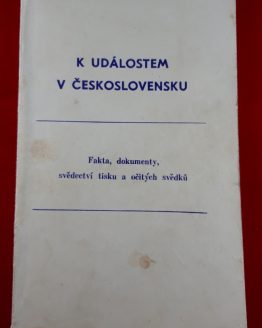 K UDÁLOSTEM
V ČESKOSLOVENSKU
Fakta, dokumenty,
svědectví tisku a očitých svědků